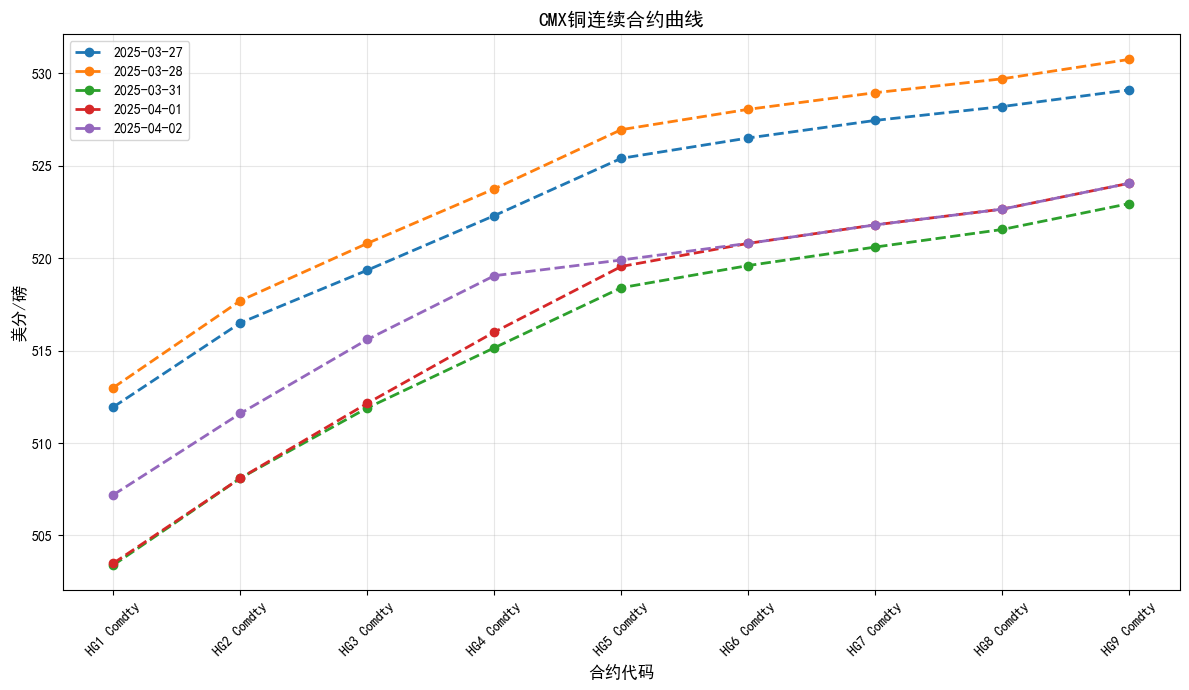 CMX铜连续合约曲线
2025-03-27
2025-03-28
2025-03-31
2025-04-01
2025-04-02
美分/磅
530
525
520
515
510
505
HG1 Comdty
HG2 Comdty
HG3 Comdty
HG4 Comdty
HG5 Comdty
HG6 Comdty
HG7 Comdty
HG8 Comdty
HG9 Comdty
合约代码